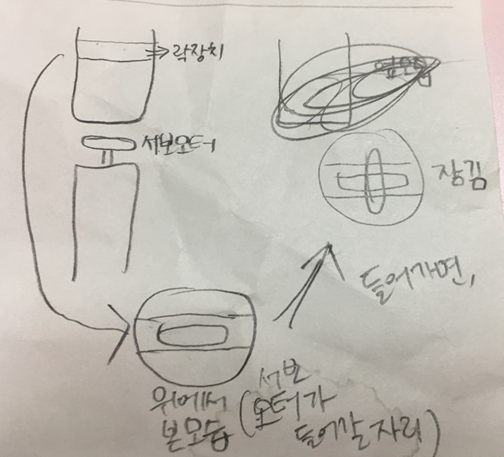 락장치
서보모터
잠김
들어가면,
위에서
본모습
(서보
모터가
들어갈 자리)